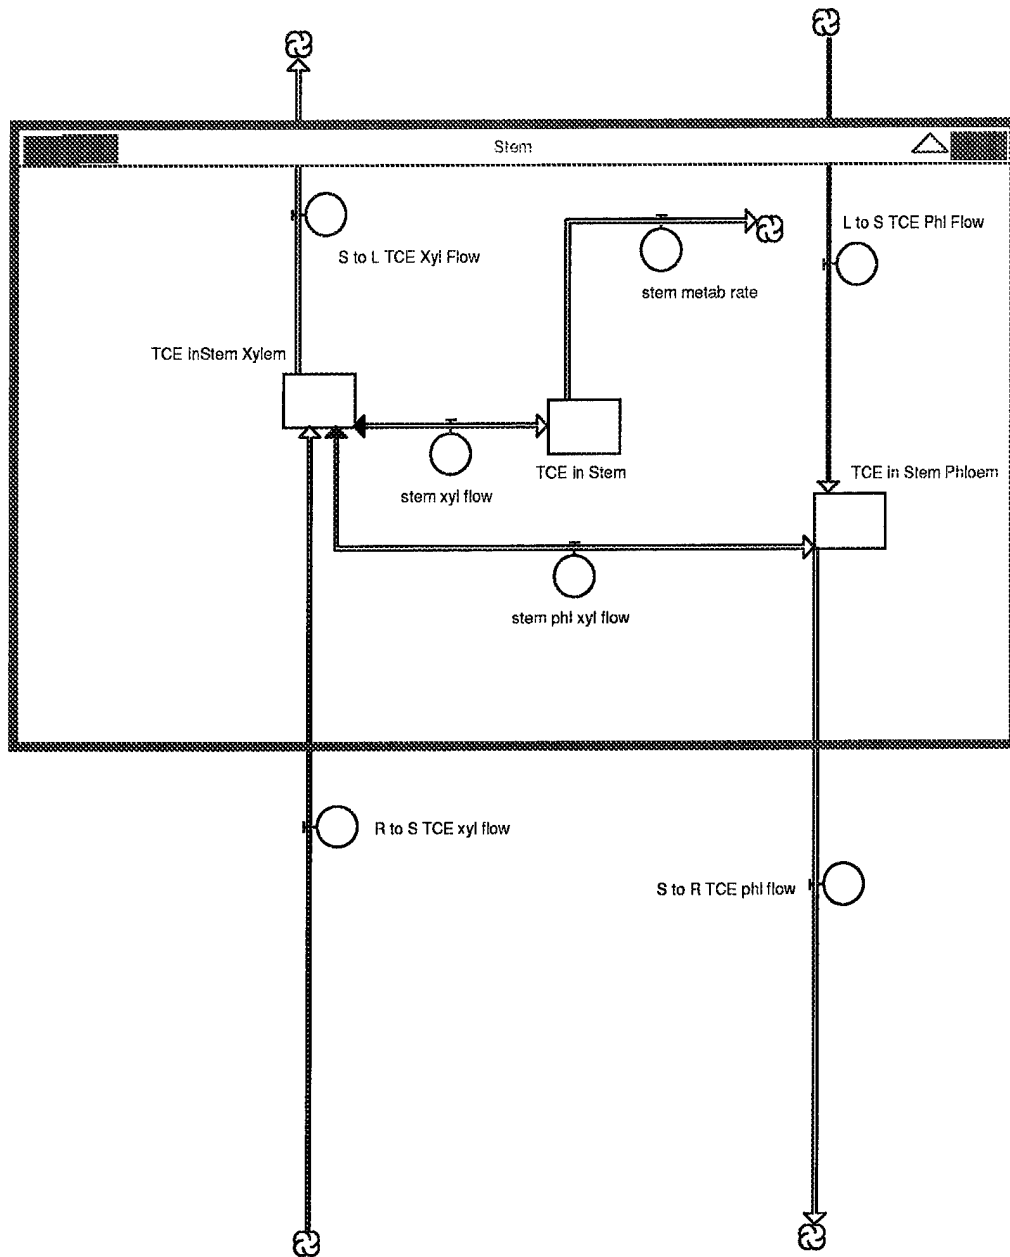 Stem
S to L TCE Xyl Flow
L to S TCE Phl Flow
stem metab rate
TCE inStem Xylem
TCE in Stem
TCE in Stem Phloem
stem xyl flow
stem phl xyl flow
R to S TCE xyl flow
S to R TCE phl flow